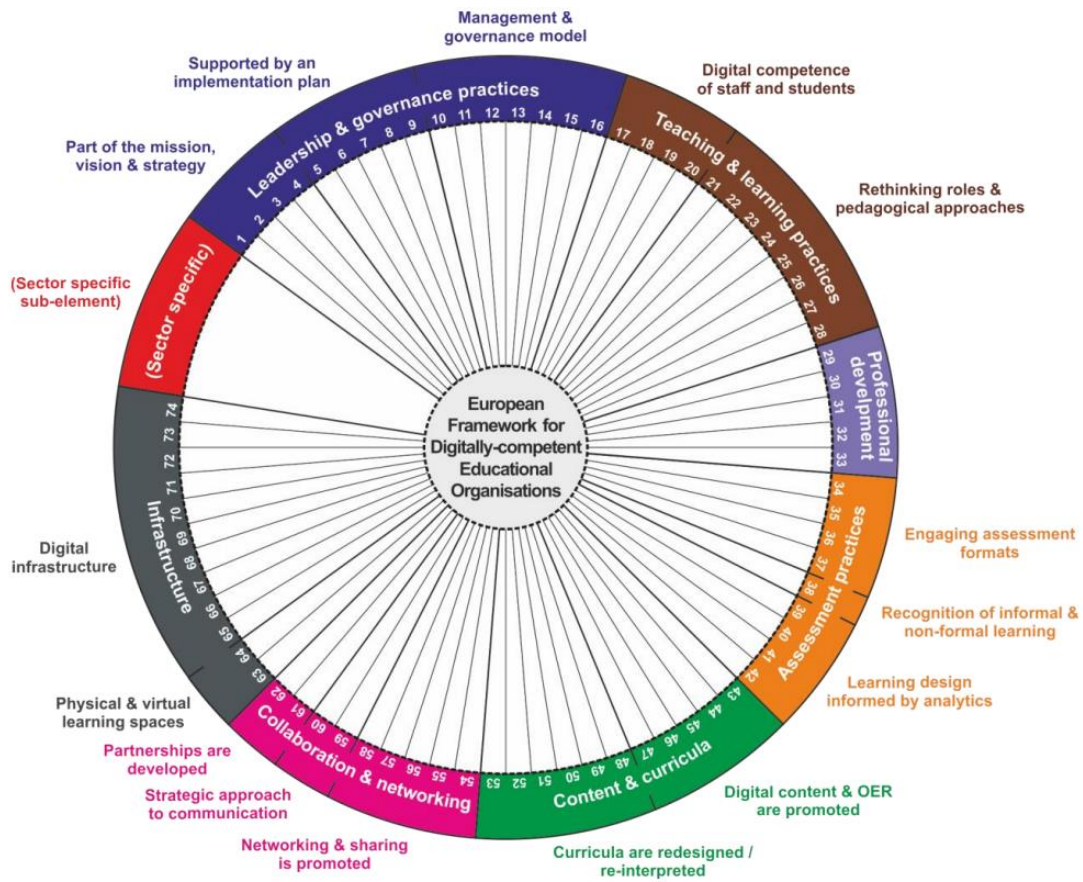 Management &
governance model
Supported by an
implementation plan
Part of the mission,
vision & strategy
Leadership & governance practices
1 2 3 4 5 6 7 8 9 10 11 12 13 14 15 16
Digital competence
of staff and students
Rethinking roles &
pedagogical approaches
Teaching & learning practices
17 18 19 20 21 22 23 24 25 26 27 28
Professional
develpment
29 30 31 32 33
Engaging assessment
formats
Recognition of informal &
non-formal learning
Learning design
informed by analytics
Assessment practices
34 35 36 37 38 39 40 41 42
Digital content & OER
are promoted
Curricula are redesigned /
re-interpreted
Content & curricula
43 44 45 46 47 48 49 50 51 52 53
Networking & sharing
is promoted
Strategic approach
to communication
Partnerships are
developed
Collaboration & networking
54 55 56 57 58 59 60 61 62
Physical & virtual
learning spaces
Digital
infrastructure
Infrastructure
63 64 65 66 67 68 69 70 71 72 73 74
(Sector specific
sub-element)
(Sector specific)
European
Framework for
Digitally-competent
Educational
Organisations